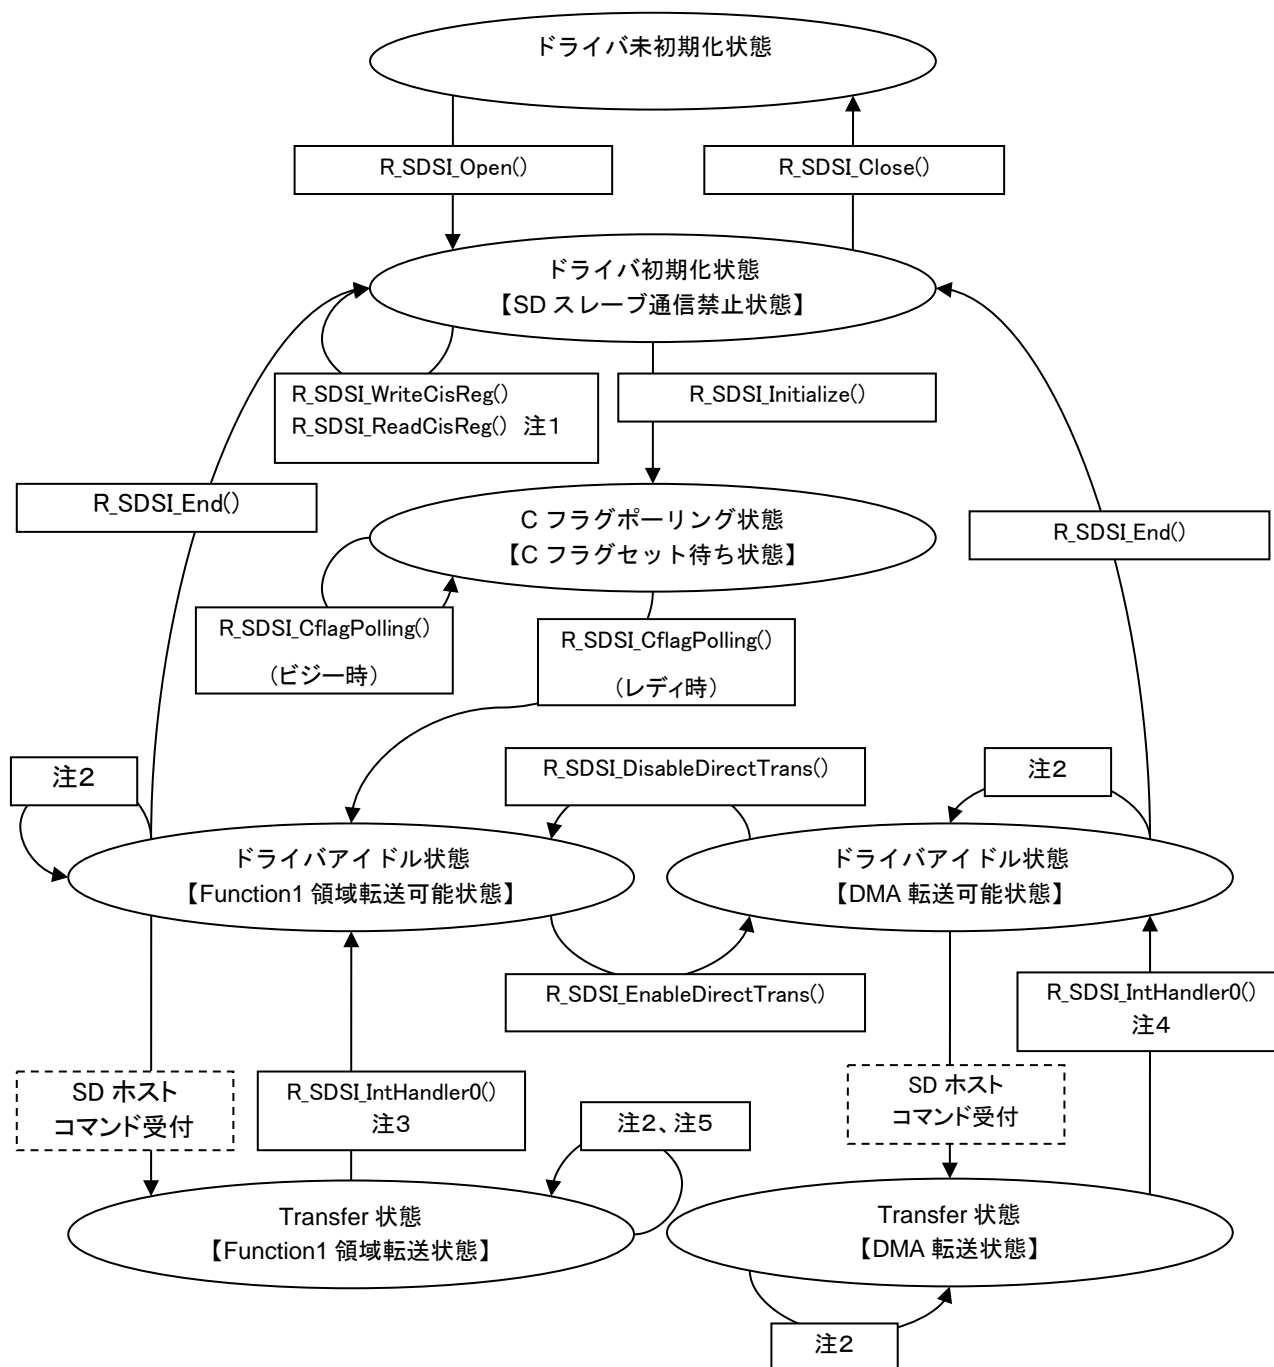 ドライバ未初期化状態
R_SDSI_Open()
R_SDSI_Close()
ドライバ初期化状態
【SD スレーブ通信禁止状態】
R_SDSI_WriteCisReg()
R_SDSI_ReadCisReg() 注1
R_SDSI_Initialize()
R_SDSI_End()
C フラグポーリング状態
【C フラグセット待ち状態】
R_SDSI_End()
R_SDSI_CflagPolling()
(ビジー時)
R_SDSI_CflagPolling()
(レディ時)
注2
R_SDSI_DisableDirectTrans()
注2
ドライバアイドル状態
【Function1 領域転送可能状態】
ドライバアイドル状態
【DMA 転送可能状態】
R_SDSI_EnableDirectTrans()
R_SDSI_IntHandler0()
注4
SD ホスト
コマンド受付
R_SDSI_IntHandler0()
注3
注2、注5
SD ホスト
コマンド受付
Transfer 状態
【Function1 領域転送状態】
Transfer 状態
【DMA 転送状態】
注2